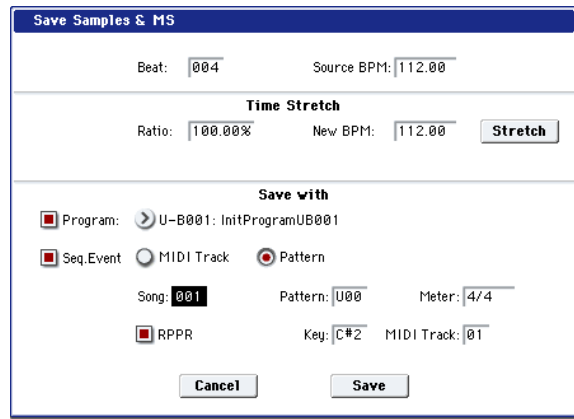 Save Samples & MS
Beat: 004 Source BPM: 112.00
Time Stretch
Ratio: 100.00% New BPM: 112.00 Stretch
Save with
Program: U-B001: InitProgramUB001
Seq.Event MIDI Track Pattern
Song: 001 Pattern: U00 Meter: 4/4
RPPR Key: C#2 MIDI Track: 01
Cancel Save